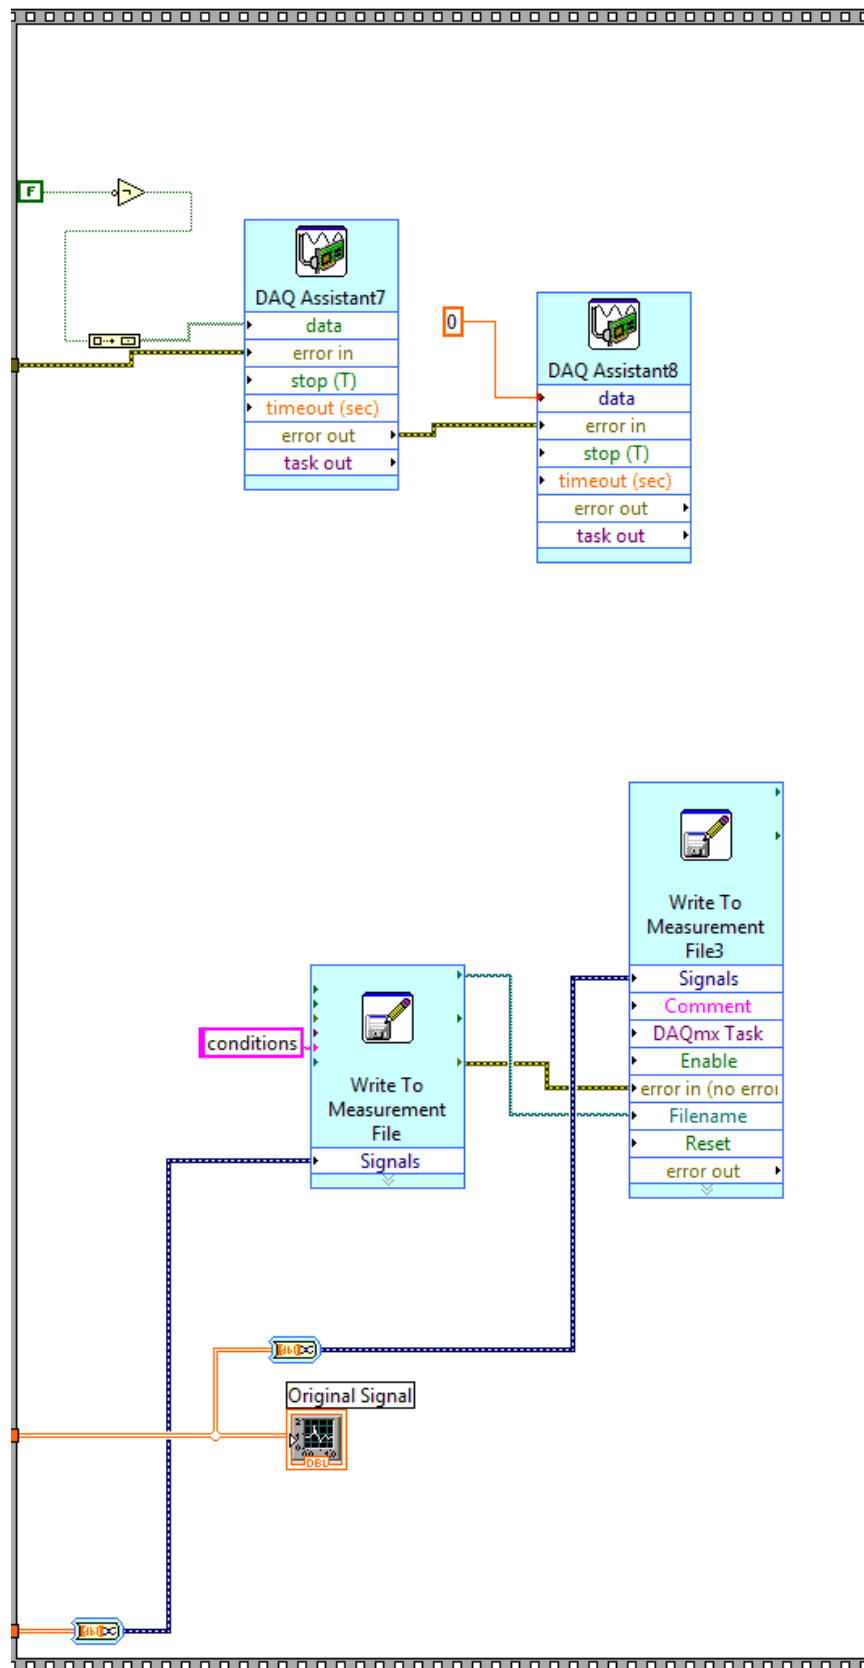 F
DAQ Assistant7
data
error in
stop (T)
timeout (sec)
error out
task out
0
DAQ Assistant8
data
error in
stop (T)
timeout (sec)
error out
task out
Write To
Measurement
File3
Signals
Comment
DAQmx Task
Enable
error in (no erro
Filename
Reset
error out
conditions
Write To
Measurement
File
Signals
Original Signal
DBL